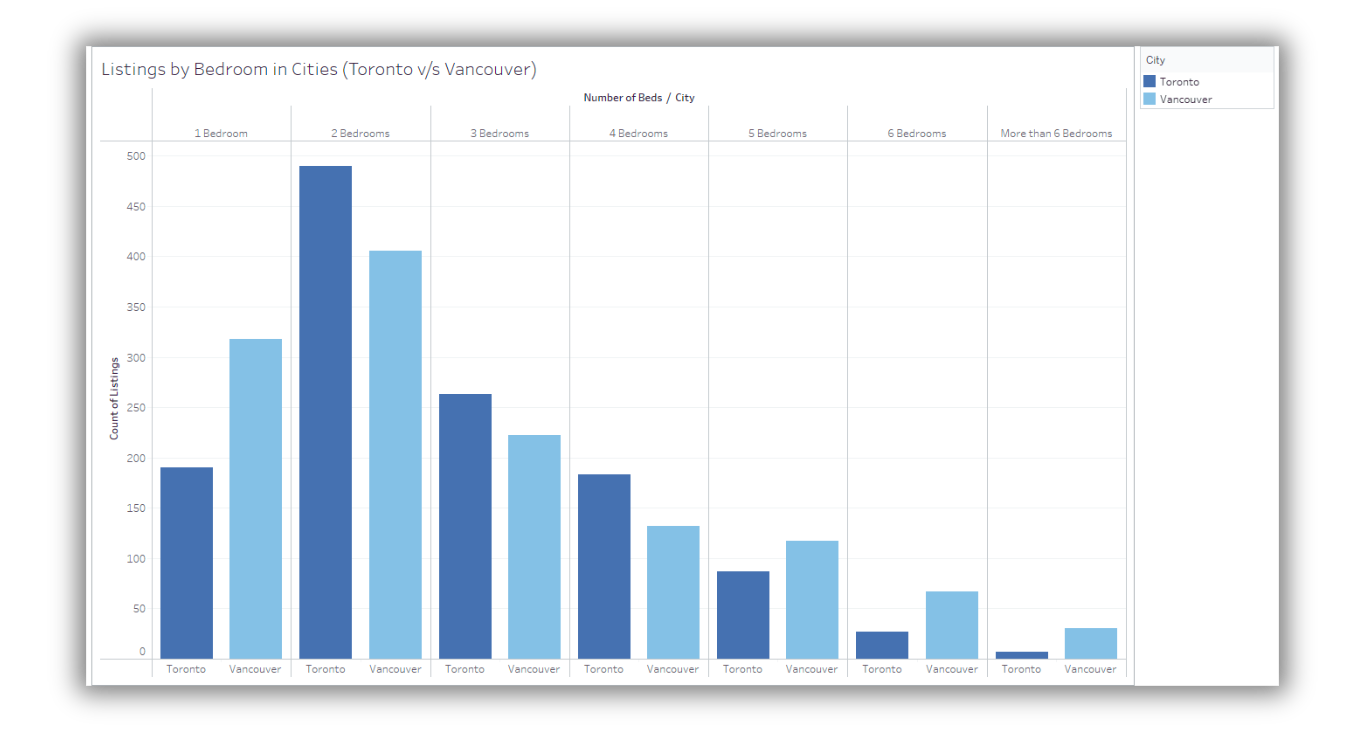 Listings by Bedroom in Cities (Toronto v/s Vancouver)
Number of Beds / City
1 Bedroom 2 Bedrooms 3 Bedrooms 4 Bedrooms 5 Bedrooms 6 Bedrooms More than 6 Bedrooms
500
450
400
350
300
250
200
150
100
50
0
Count of Listings
Toronto Vancouver Toronto Vancouver Toronto Vancouver Toronto Vancouver Toronto Vancouver Toronto Vancouver Toronto Vancouver
City
Toronto
Vancouver